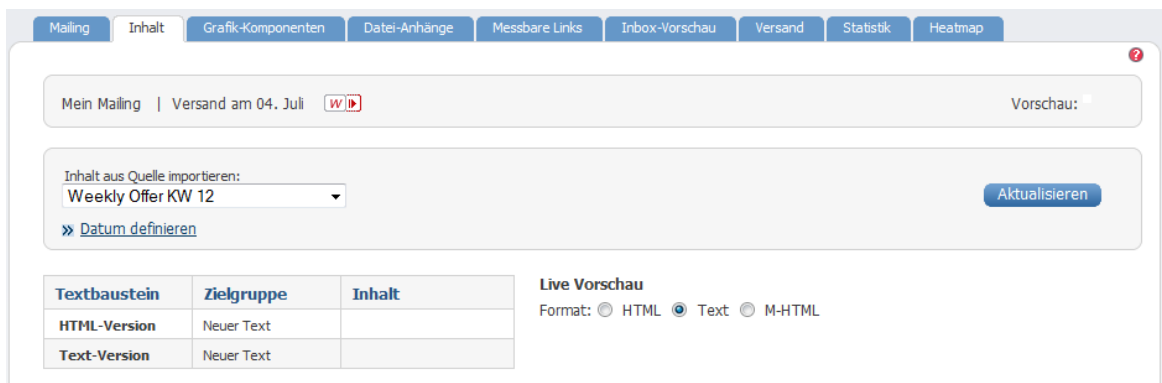 Mailing Inhalt Grafik-Komponenten Datei-Anhänge Messbare Links Inbox-Vorschau Versand Statistik Heatmap
?
Mein Mailing | Versand am 04. Juli W Vorschau:
Inhalt aus Quelle importieren:
Weekly Offer KW 12
Aktualisieren
» Datum definieren
Textbaustein Zielgruppe Inhalt
HTML-Version Neuer Text
Text-Version Neuer Text
Live Vorschau
Format: HTML Text M-HTML